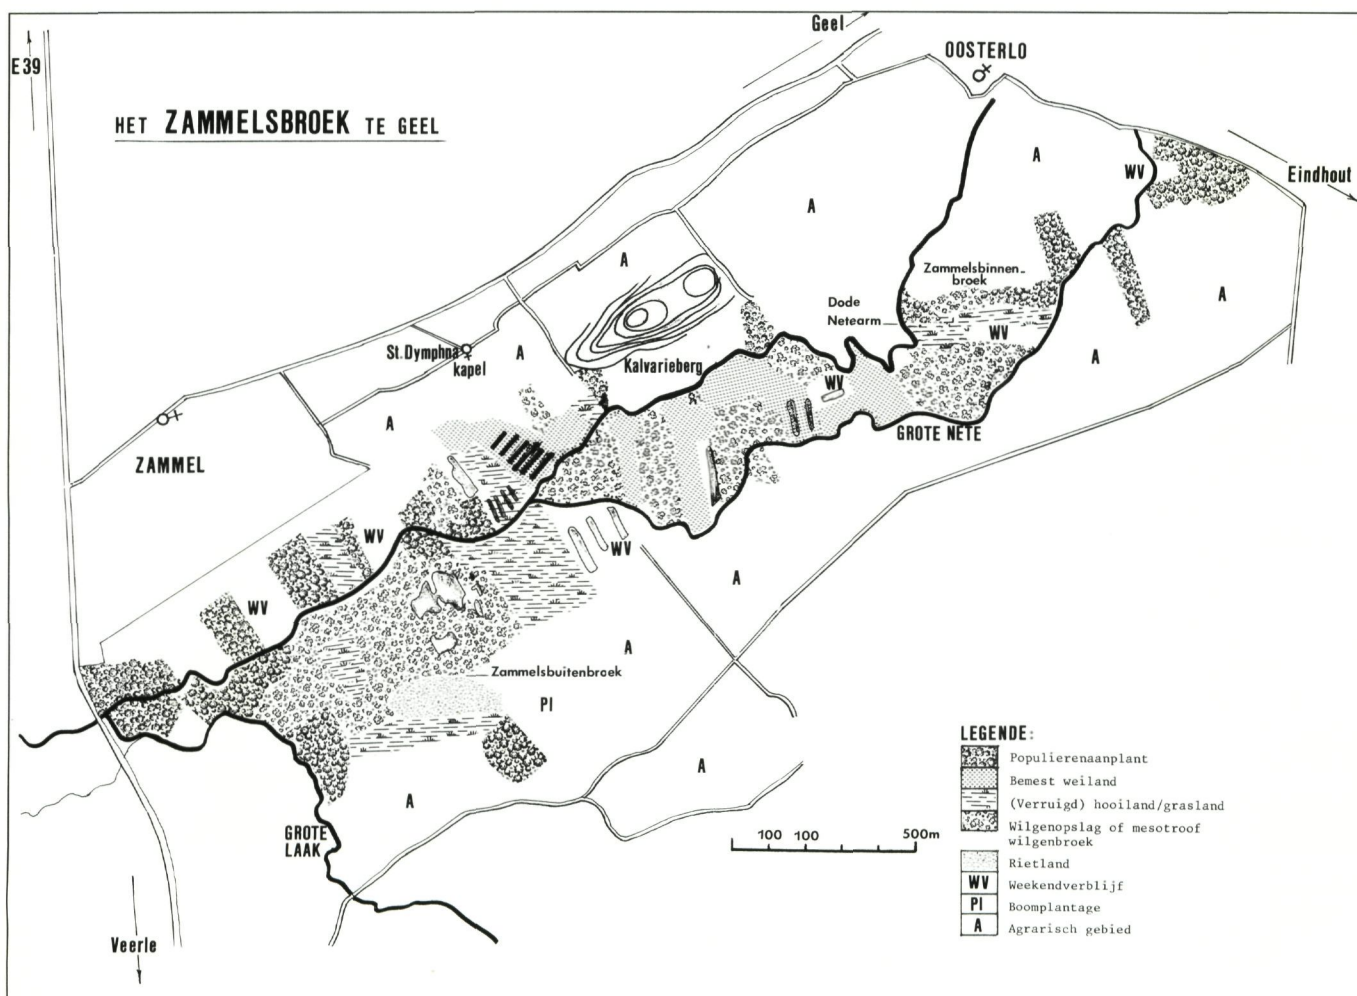 Geel
OOSTERLO
E39
HET ZAMMELSBROEK TE GEEL
A
WV
Eindhout
A
A
Zammelsbinnen-
broek
A
Dode
Netearm
WV
St. Dymphna
kapel
A
Kalvarieberg
WV
A
A
GROTE NETE
ZAMMEL
WV
WV
A
WV
A
Zammelsbuitenbroek
PI
A
A
GROTE
LAAK
100 100 500m
Veerle
LEGENDE:
Populierenaanplant
Bemest weiland
(Verruigd) hooiland/grasland
Wilgenopslag of mesotroof
wilgenbroek
Rietland
WV Weekendverblijf
PI Boomplantage
A Agrarisch gebied